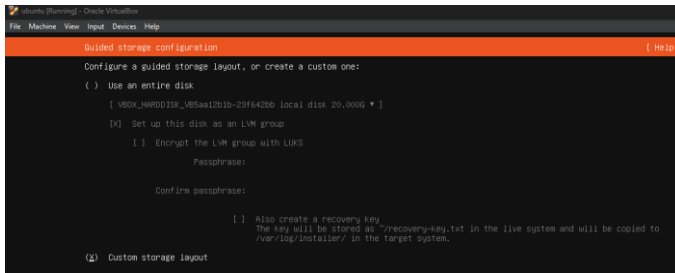 ubuntu [Running] - Oracle VirtualBox
File Machine View Input Devices Help
Guided storage configuration [ Help
Configure a guided storage layout, or create a custom one:
( ) Use an entire disk
[ VBOX_HARDDISK_VB5aa12b1b-23f642bb local disk 20.000G ▾ ]
[X] Set up this disk as an LVM group
[ ] Encrypt the LVM group with LUKS
Passphrase:
Confirm passphrase:
[ ] Also create a recovery key
The key will be stored as ~/recovery-key.txt in the live system and will be copied to
/var/log/installer/ in the target system.
(X) Custom storage layout